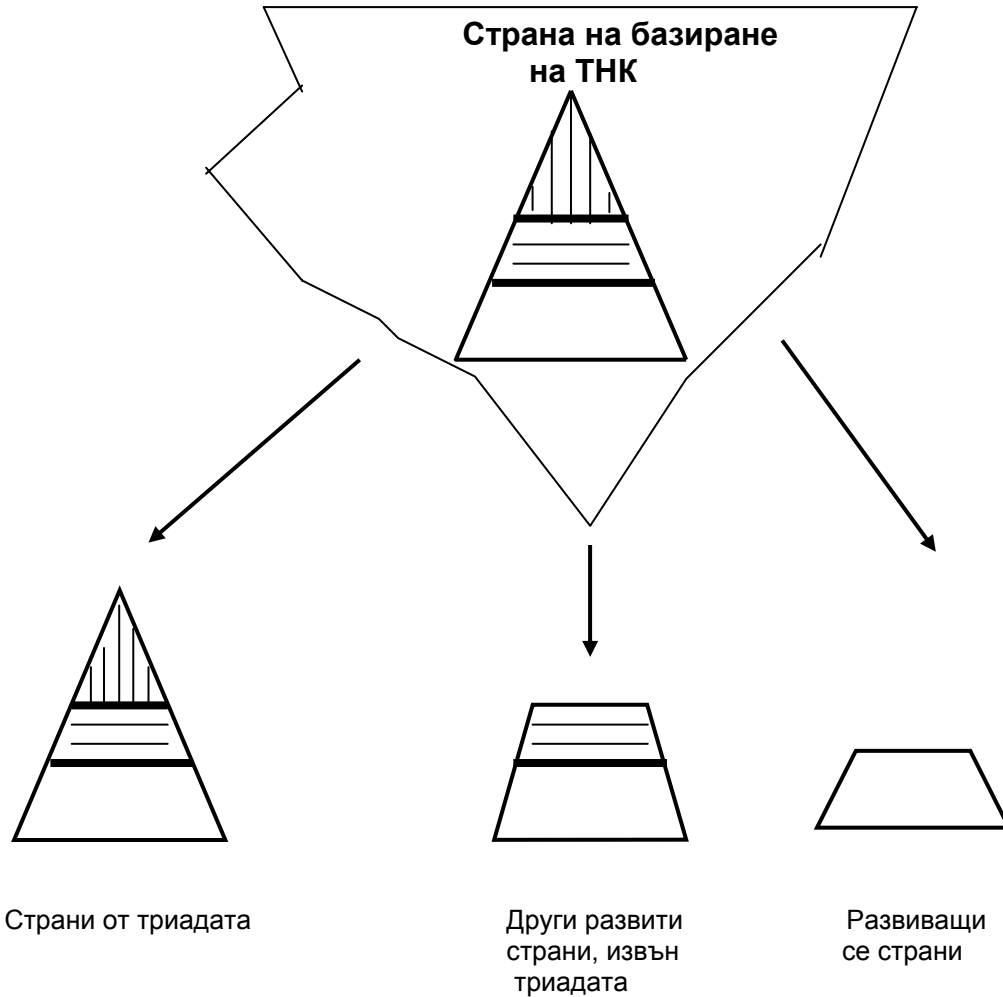 Страна на базиране
на ТНК
Страни от триадата
Други развити
страни, извън
триадата
Развиващи
се страни